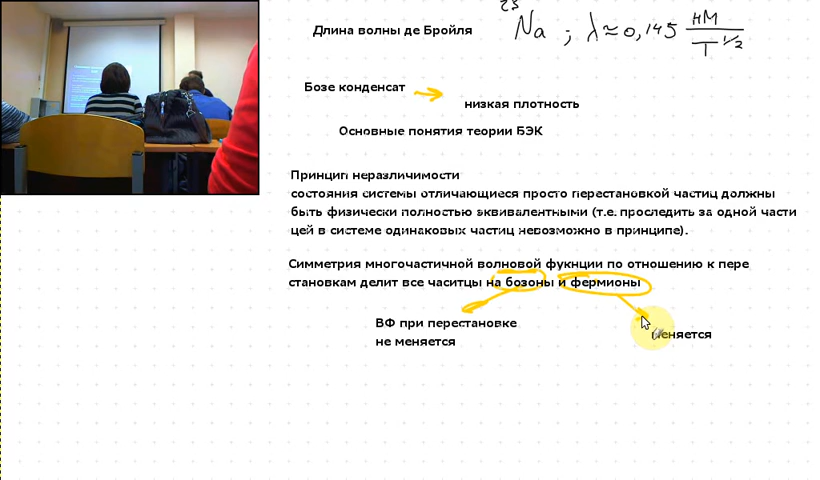 Длина волны де Бройля
²³Na ; λ ≈ 0,145 нм / T^1/2
Бозе конденсат
низкая плотность
Основные понятия теории БЭК
Принцип неразличимости
состояния системы отличающиеся просто перестановкой частиц должны
быть физически полностью эквивалентными (т.е. проследить за одной части
цей в системе одинаковых частиц невозможно в принципе).
Симметрия многочастичной волновой фукнции по отношению к пере
становкам делит все часитцы на бозоны и фермионы
ВФ при перестановке
не меняется
меняется